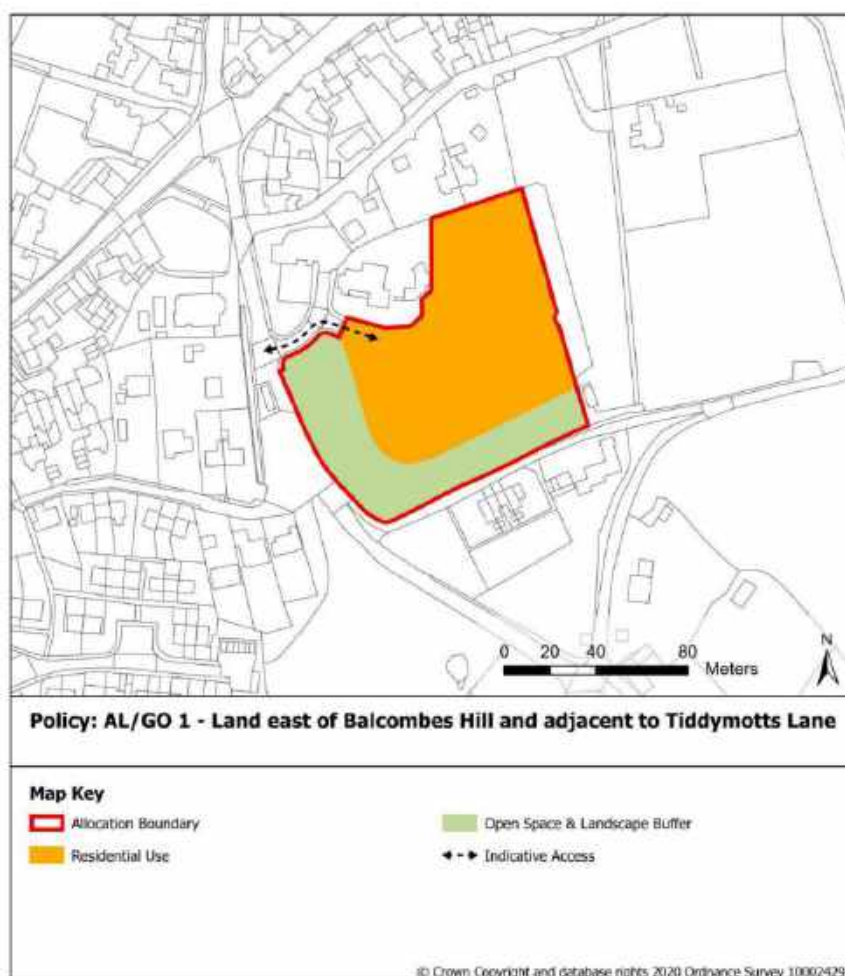 0 20 40 80
Meters
N
Policy: AL/GO 1 - Land east of Balcombes Hill and adjacent to Tiddymotts Lane
Map Key
Allocation Boundary
Open Space & Landscape Buffer
Residential Use
Indicative Access
© Crown Copyright and database rights 2020 Ordnance Survey 10002429